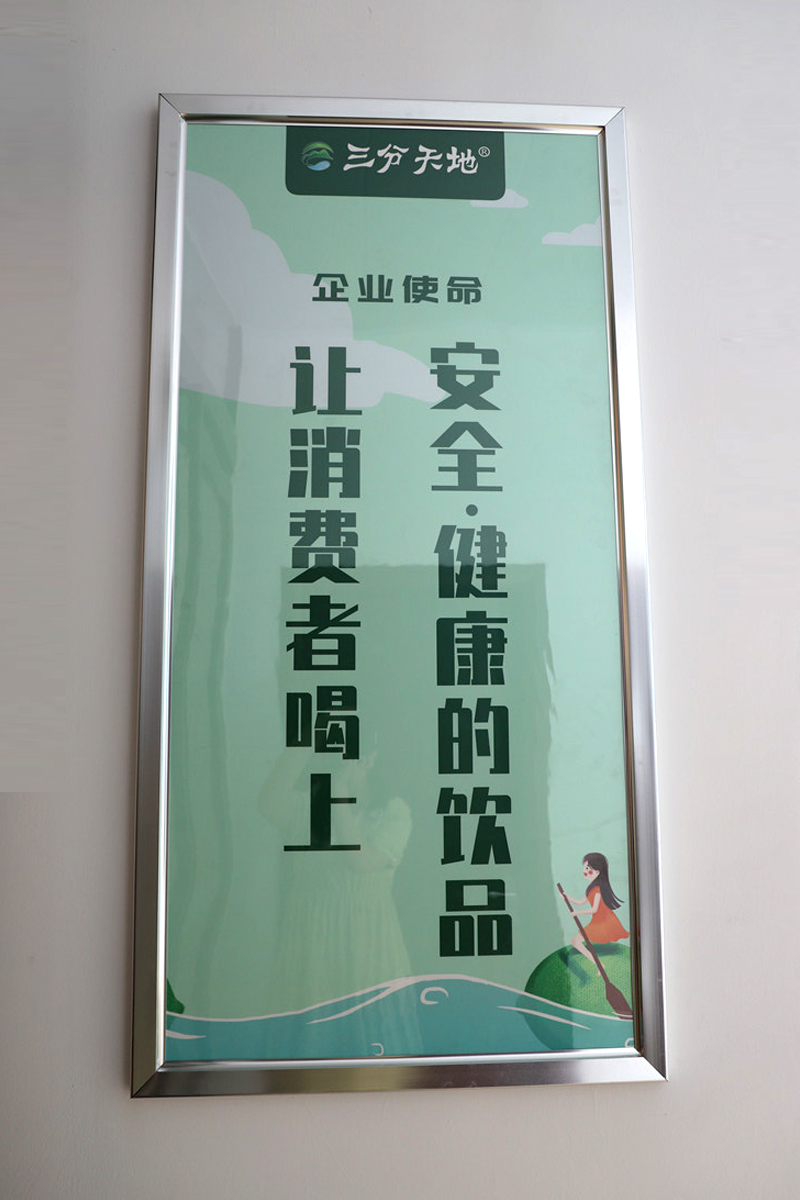 三分天地®
企业使命
让消费者喝上
安全·健康的饮品